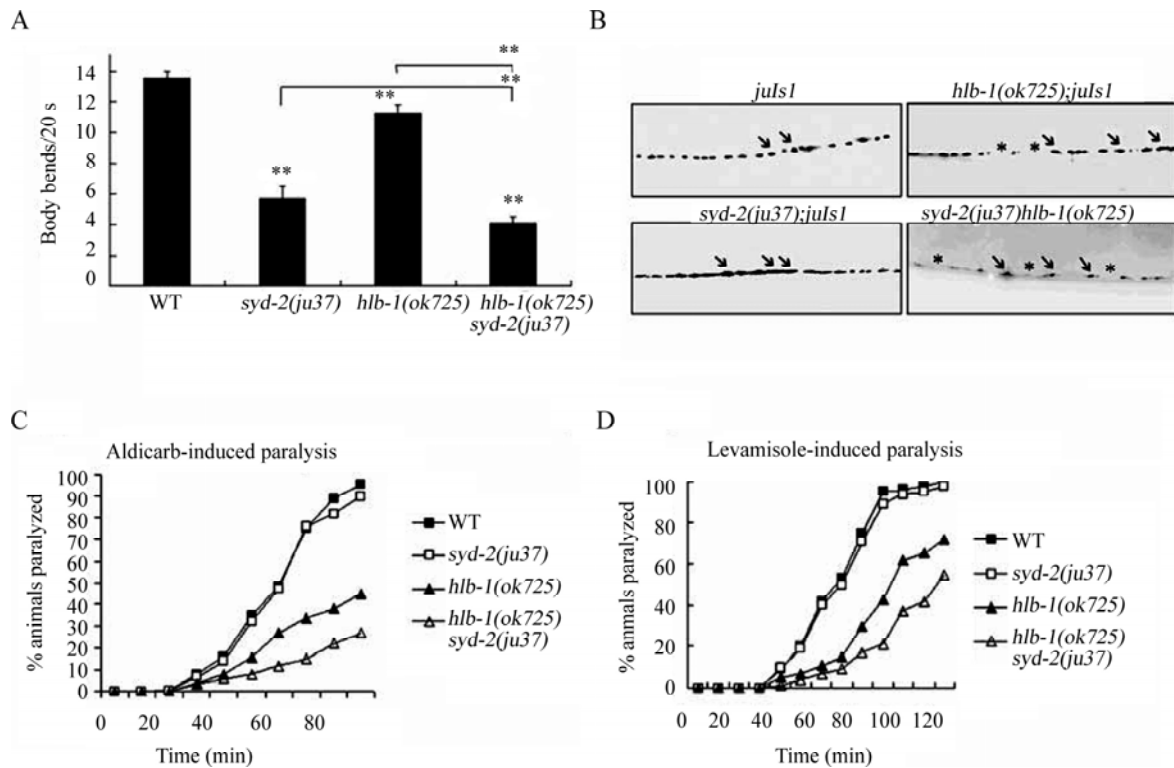 A
Body bends/20 s
14
12
10
8
6
4
2
0
**
**
**
**
**
WT
syd-2(ju37)
hlb-1(ok725)
hlb-1(ok725)
syd-2(ju37)
B
juIs1
hlb-1(ok725);juIs1
* *
syd-2(ju37);juIs1
syd-2(ju37)hlb-1(ok725)
* * *
C
Aldicarb-induced paralysis
% animals paralyzed
100
90
80
70
60
50
40
30
20
10
0
0 20 40 60 80
Time (min)
WT
syd-2(ju37)
hlb-1(ok725)
hlb-1(ok725)
syd-2(ju37)
D
Levamisole-induced paralysis
% anmals paralyzed
100
80
60
40
20
0
0 20 40 60 80 100 120
Time (min)
WT
syd-2(ju37)
hlb-1(ok725)
hlb-1(ok725)
syd-2(ju37)